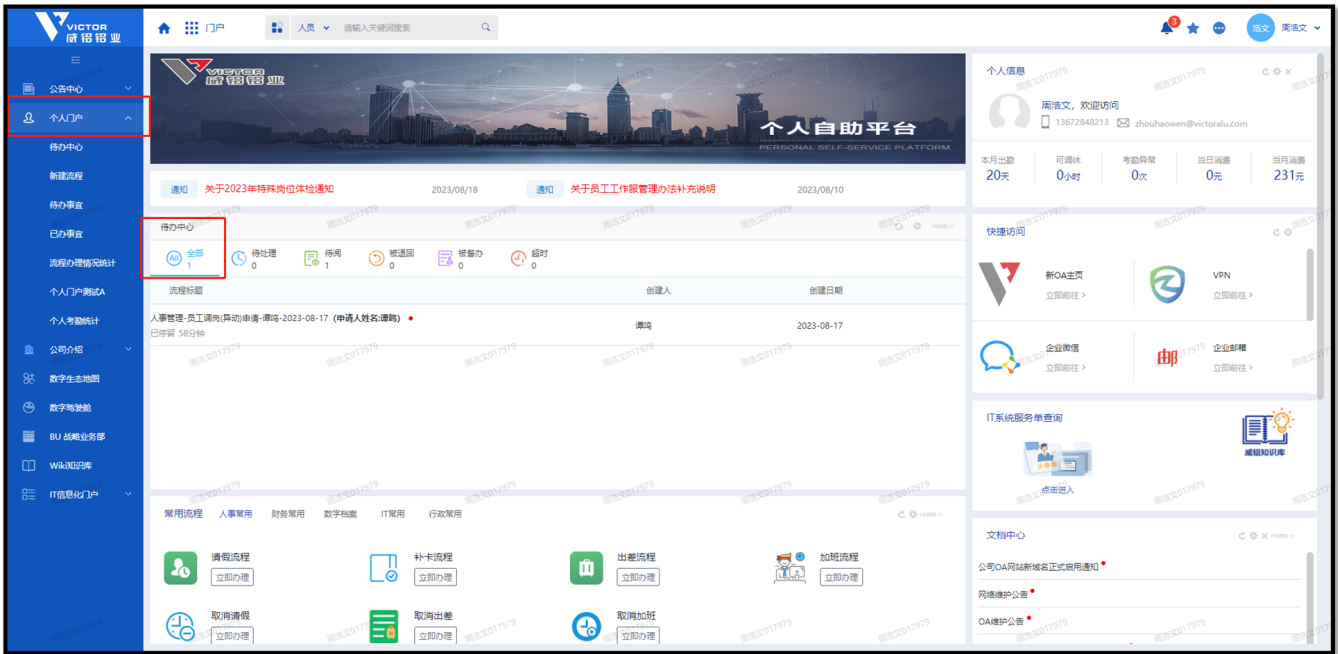 VICTOR
威铝铝业
门户
人员
请输入关键词搜索
3
浩文
周浩文
公告中心
个人门户
待办中心
新建流程
待办事宜
已办事宜
流程办理情况统计
个人门户测试A
个人考勤统计
公司介绍
数字生态地图
数字驾驶舱
BU 战略业务部
Wiki知识库
IT信息化门户
VICTOR
个人自助平台
PERSONAL SELF-SERVICE PLATFORM
通知 关于2023年特殊岗位体检通知 2023/08/18
通知 关于员工工作服管理办法补充说明 2023/08/10
待办中心
MORE
All 全部 1
待处理 0
待阅 1
被退回 0
被督办 0
超时 0
流程标题 创建人 创建日期
人事管理-员工调岗(异动)申请-谭鸣-2023-08-17 (申请人姓名:谭鸣)
谭鸣 2023-08-17
已停留 58分钟
常用流程 人事常用 财务常用 数字档案 IT常用 行政常用
MORE
请假流程 补卡流程 出差流程 加班流程
立即办理 立即办理 立即办理 立即办理
取消请假 取消出差 取消加班
立即办理 立即办理 立即办理
个人信息
周浩文，欢迎访问
13672848213 zhouhaowen@victoralu.com
本月出勤 可调休 考勤异常 当日消费 当月消费
20天 0小时 0次 0元 231元
快捷访问
新OA主页 VPN
立即前往 立即前往
企业微信 企业邮箱
立即前往 立即前往
邮
IT系统服务单查询
威铝知识库
点击进入
文档中心
MORE
公司OA网站新域名正式启用通知
网络维护公告
OA维护公告
周浩文017979